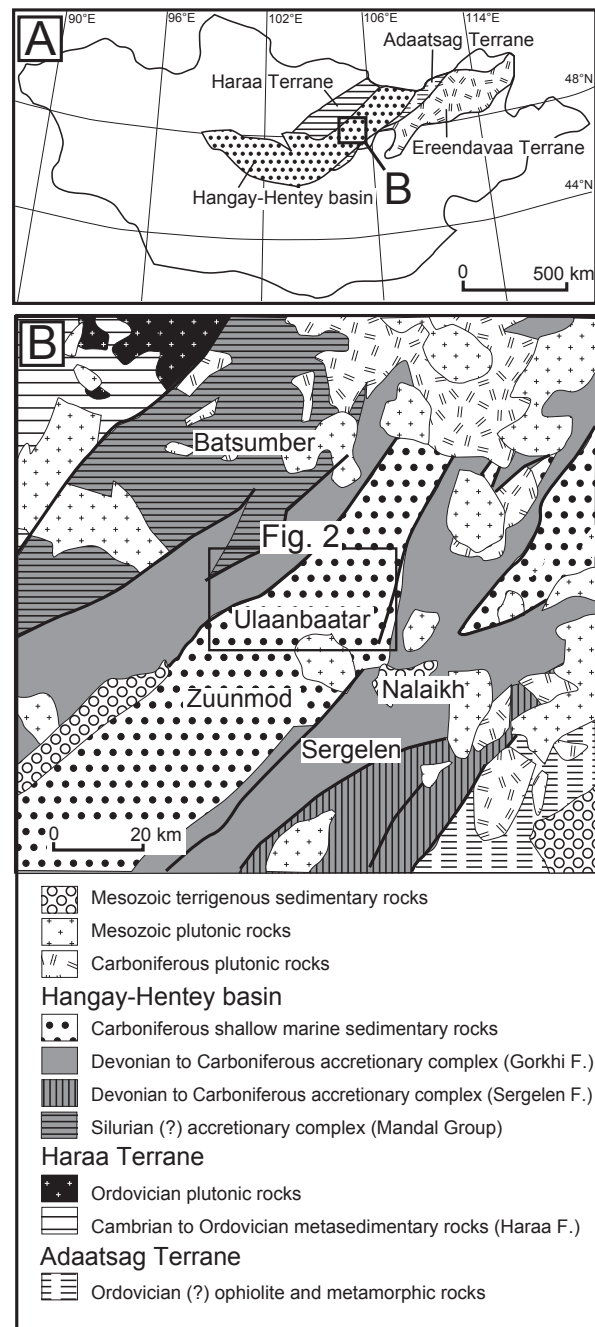 A
90°E
96°E
102°E
106°E
114°E
Adaatsag Terrane
Haraa Terrane
48°N
Ereendavaa Terrane
Hangay-Hentey basin
B
44°N
0 500 km
B
Batsumber
Fig. 2
Ulaanbaatar
Zuunmod
Nalaikh
Sergelen
0 20 km
Mesozoic terrigenous sedimentary rocks
Mesozoic plutonic rocks
Carboniferous plutonic rocks
Hangay-Hentey basin
Carboniferous shallow marine sedimentary rocks
Devonian to Carboniferous accretionary complex (Gorkhi F.)
Devonian to Carboniferous accretionary complex (Sergelen F.)
Silurian (?) accretionary complex (Mandal Group)
Haraa Terrane
Ordovician plutonic rocks
Cambrian to Ordovician metasedimentary rocks (Haraa F.)
Adaatsag Terrane
Ordovician (?) ophiolite and metamorphic rocks